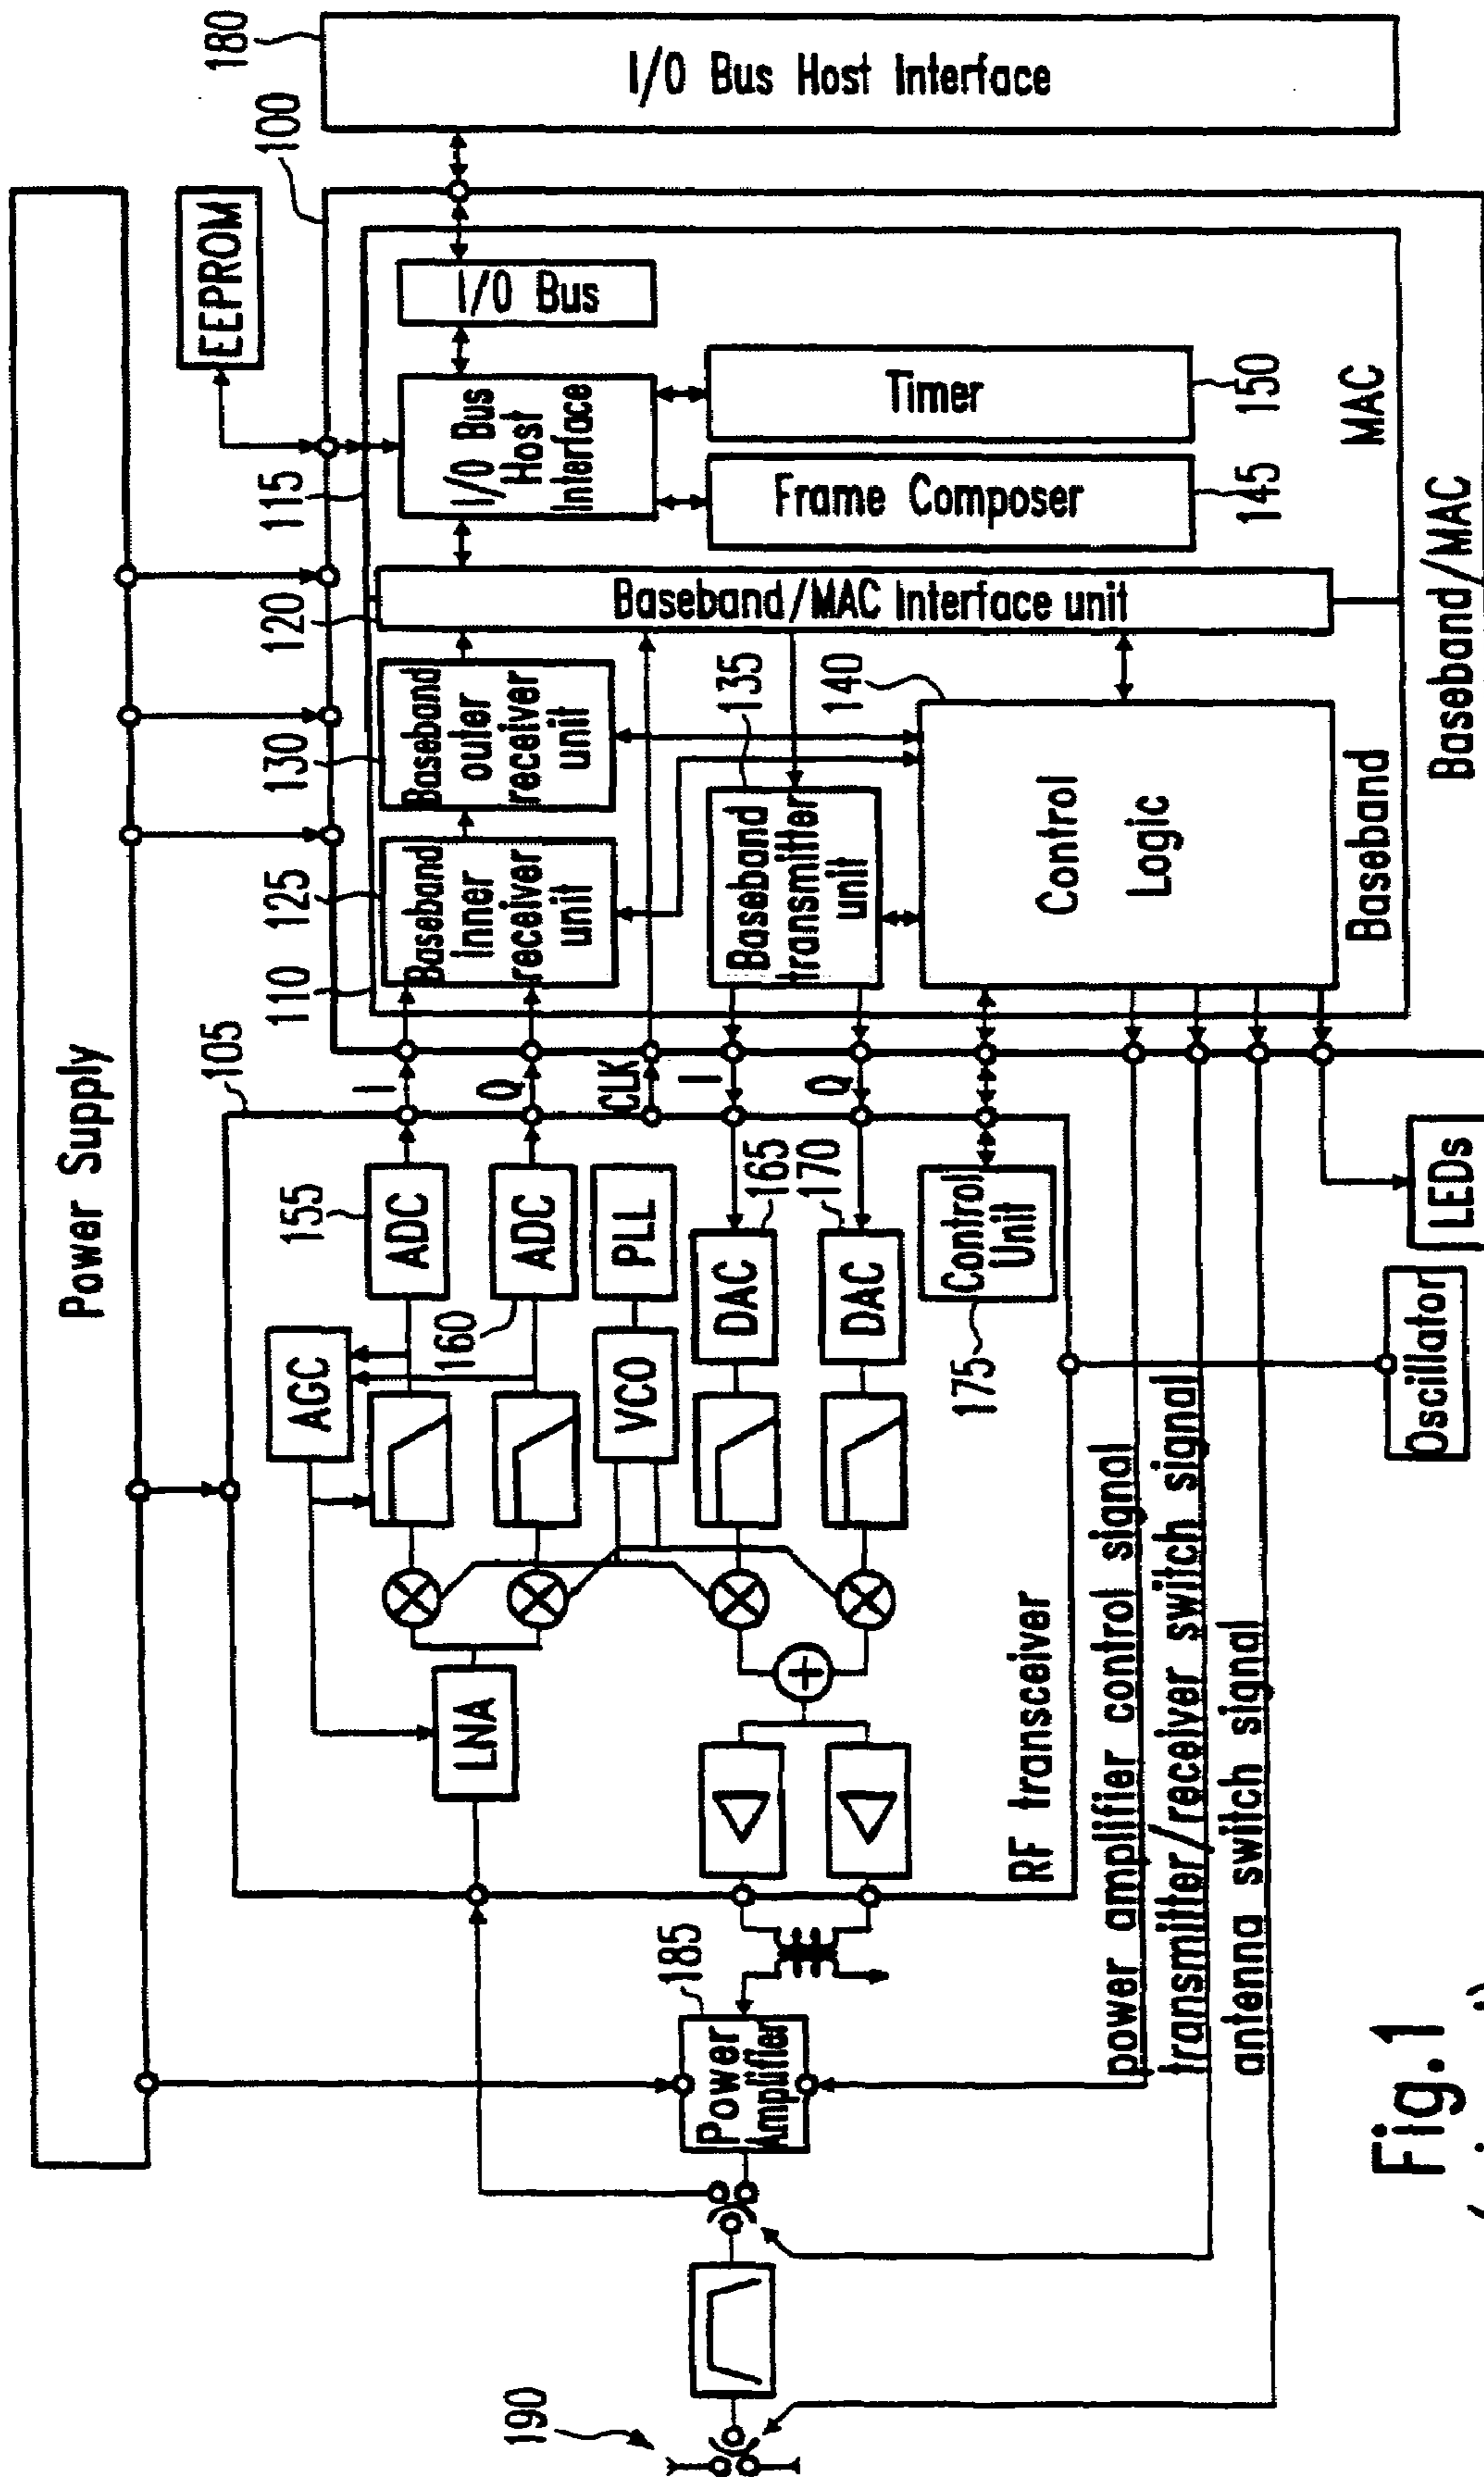 Power Supply
EEPROM
100
180
I/O Bus Host Interface
105
110
125
130
120
115
155
AGC
ADC
I
Baseband
Inner
receiver
unit
Baseband
outer
receiver
unit
Baseband/MAC Interface unit
I/O Bus
Host
Interface
I/O Bus
LNA
160
ADC
Q
VCO
PLL
CLK
DAC
165
I
Baseband
transmitter
unit
135
Frame Composer
145
Timer
150
DAC
170
Q
Control
Unit
175
Control
Logic
140
Baseband
MAC
Baseband/MAC
190
Power
Amplifier
185
RF transceiver
power amplifier control signal
transmitter/receiver switch signal
antenna switch signal
Oscillator
LEDs
Fig.1